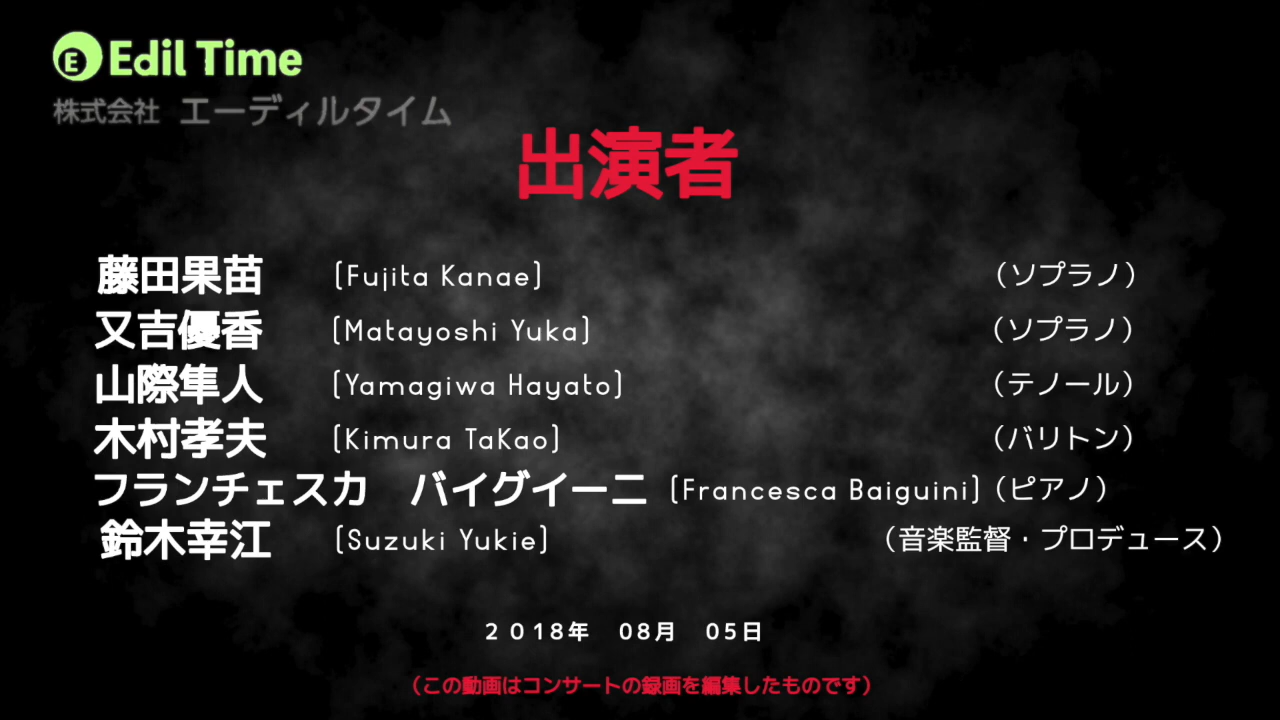 E Edil Time
株式会社 エーディルタイム
出演者
藤田果苗 (Fujita Kanae) (ソプラノ)
又吉優香 (Matayoshi Yuka) (ソプラノ)
山際隼人 (Yamagiwa Hayato) (テノール)
木村孝夫 (Kimura TaKao) (バリトン)
フランチェスカ バイグイーニ (Francesca Baiguini) (ピアノ)
鈴木幸江 (Suzuki Yukie) (音楽監督・プロデュース)
2018年 08月 05日
(この動画はコンサートの録画を編集したものです)